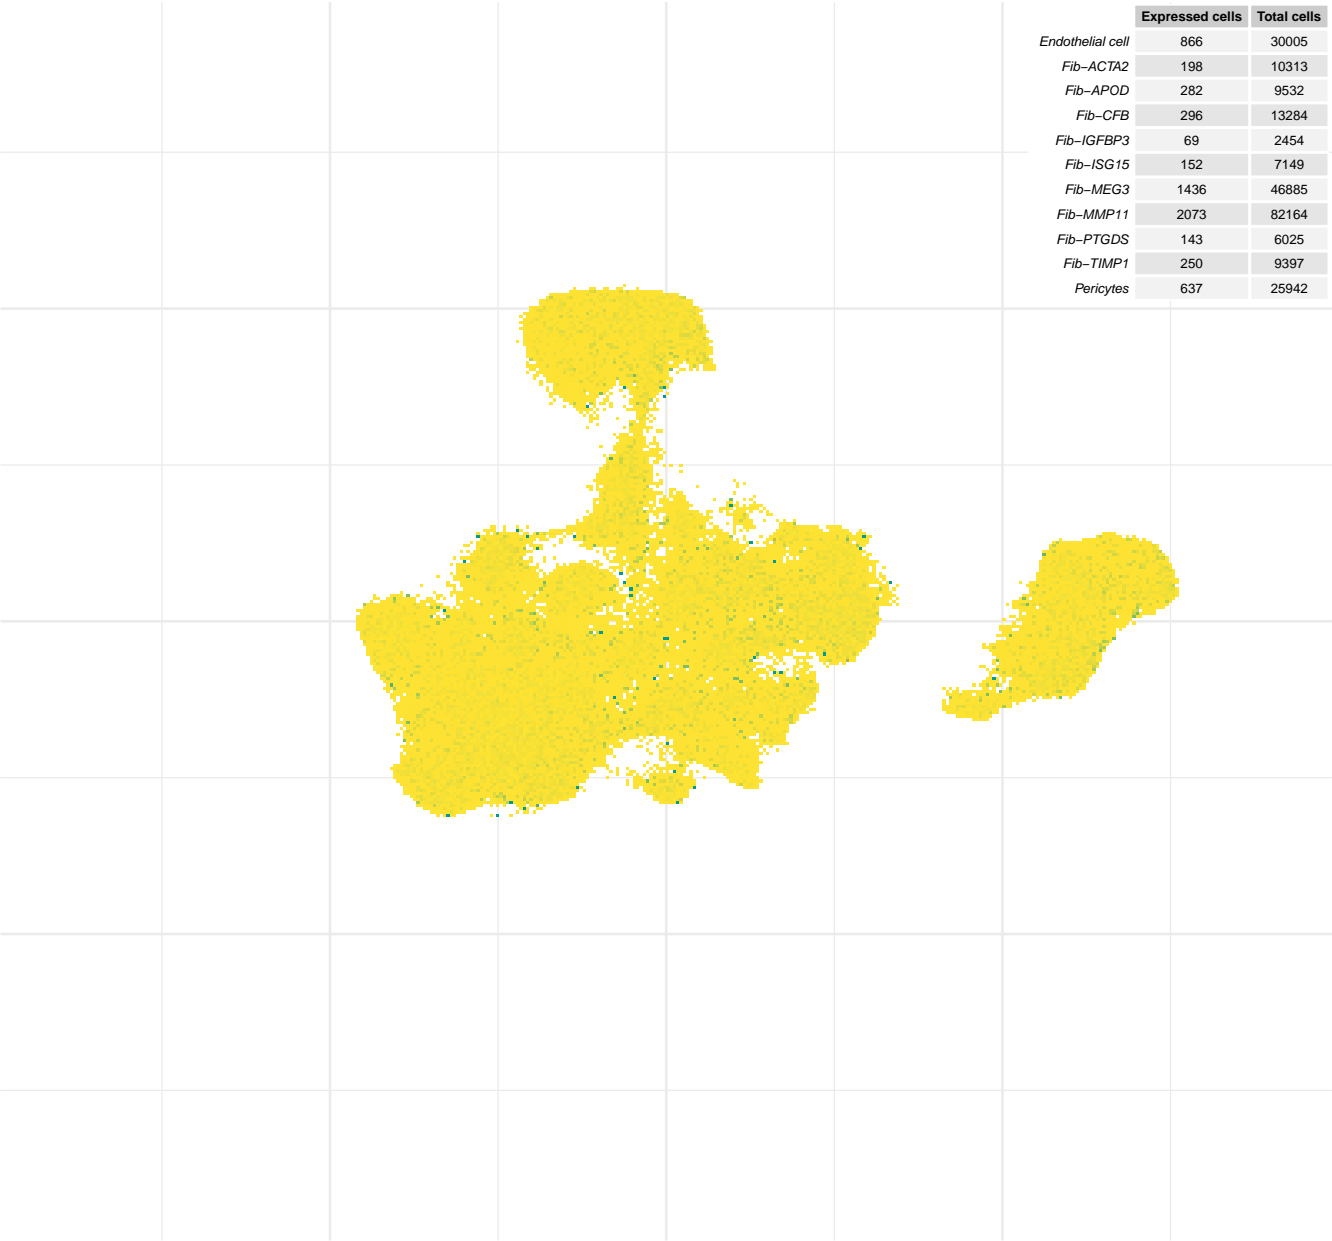 Expressed cells Total cells
Endothelial cell 866 30005
Fib−ACTA2 198 10313
Fib−APOD 282 9532
Fib−CFB 296 13284
Fib−IGFBP3 69 2454
Fib−ISG15 152 7149
Fib−MEG3 1436 46885
Fib−MMP11 2073 82164
Fib−PTGDS 143 6025
Fib−TIMP1 250 9397
Pericytes 637 25942